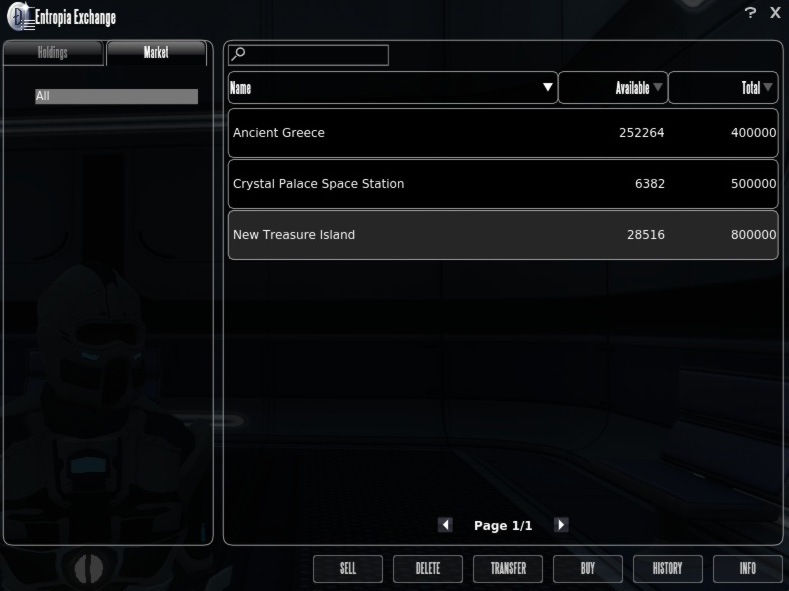 Entropia Exchange
? X
Holdings Market
All
Name Available Total
Ancient Greece 252264 400000
Crystal Palace Space Station 6382 500000
New Treasure Island 28516 800000
Page 1/1
SELL DELETE TRANSFER BUY HISTORY INFO